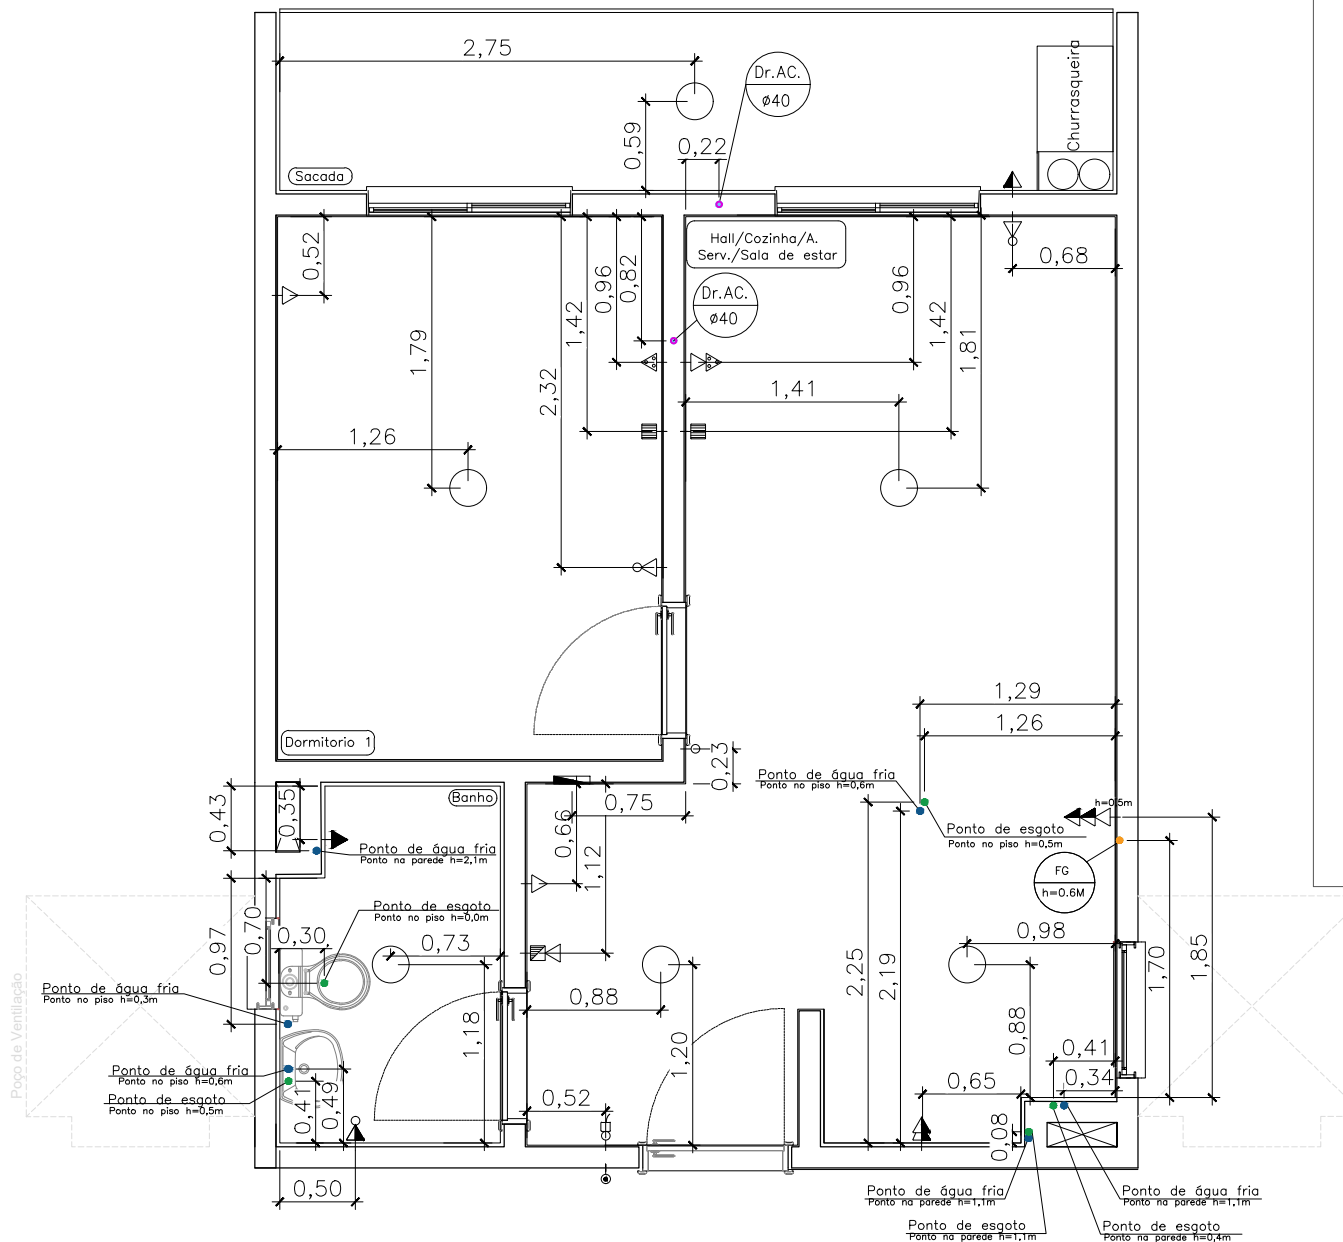 2,75
Dr.AC.
ø40
Churrasqueira
0,59
0,22
Sacada
Hall/Cozinha/A.
Serv./Sala de estar
0,52
0,68
0,96
0,82
1,42
0,96
1,42
1,81
Dr.AC.
ø40
1,79
2,32
1,41
1,26
1,29
1,26
Dormitorio 1
0,23
Ponto de água fria
Ponto no piso h=0,6m
0,43
0,35
Banho
0,75
0,66
1,12
h=0.5m
Ponto de esgoto
Ponto no piso h=0,5m
Ponto de água fria
Ponto na parede h=2,1m
FG
h=0.6M
Ponto de esgoto
Ponto no piso h=0,0m
0,97
0,70
0,30
0,73
0,98
2,25
2,19
1,70
1,85
Ponto de água fria
Ponto no piso h=0,3m
0,88
1,18
1,20
0,88
Poço de Ventilação
Ponto de água fria
Ponto no piso h=0,6m
Ponto de esgoto
Ponto no piso h=0,5m
0,41
0,49
0,52
0,65
0,41
0,34
0,08
0,50
Ponto de água fria
Ponto na parede h=1,1m
Ponto de água fria
Ponto na parede h=1,1m
Ponto de esgoto
Ponto na parede h=1,1m
Ponto de esgoto
Ponto na parede h=0,4m